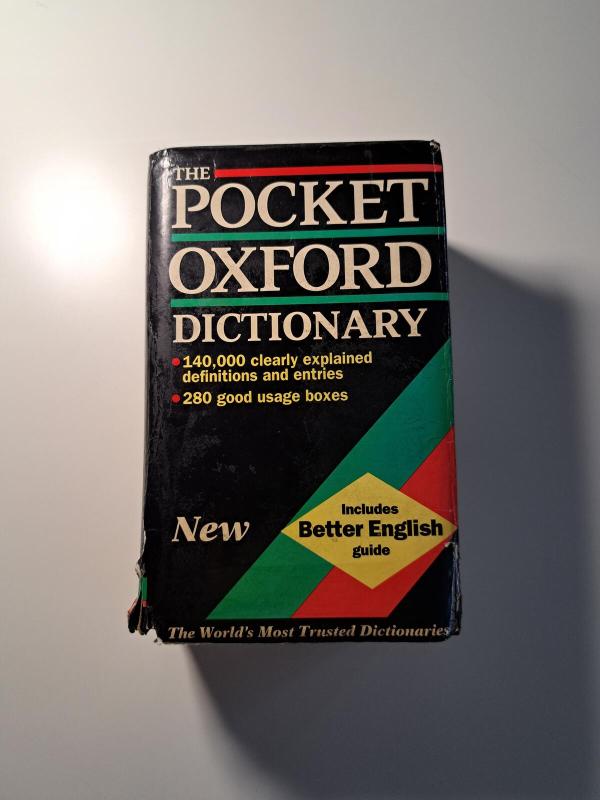 THE
POCKET
OXFORD
DICTIONARY
• 140,000 clearly explained
definitions and entries
• 280 good usage boxes
New
Includes
Better English
guide
The World's Most Trusted Dictionaries